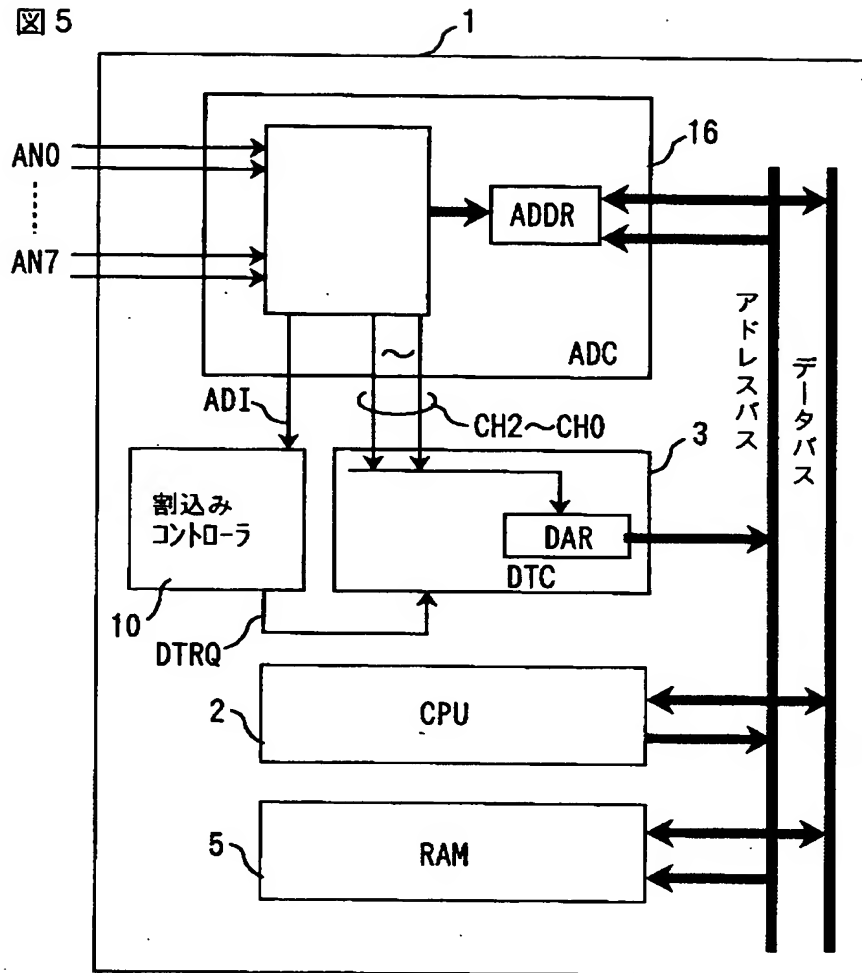 図5
1
AN0
AN7
16
ADDR
ADC
ADI
CH2～CH0
3
アドレスバス
データバス
割込み
コントローラ
10
DAR
DTC
DTRQ
2
CPU
5
RAM